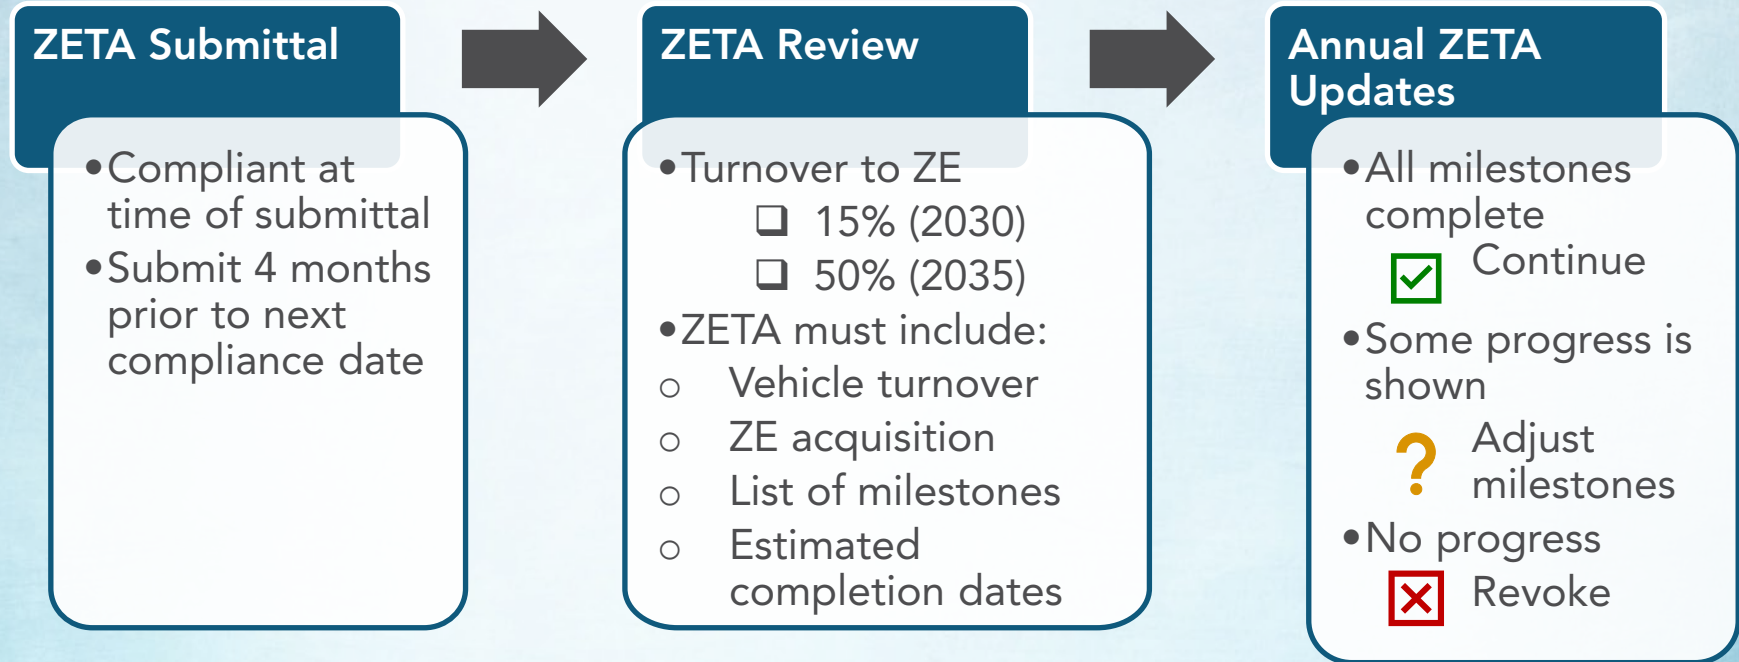 ZETA Submittal
•Compliant at
time of submittal
•Submit 4 months
prior to next
compliance date
ZETA Review
•Turnover to ZE
❑ 15% (2030)
❑ 50% (2035)
•ZETA must include:
o Vehicle turnover
o ZE acquisition
o List of milestones
o Estimated
completion dates
Annual ZETA
Updates
•All milestones
complete
Continue
•Some progress is
shown
? Adjust
milestones
•No progress
Revoke